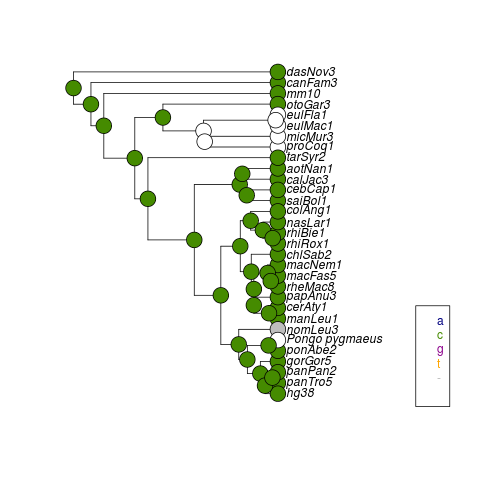 dasNov3
canFam3
mm10
otoGar3
eulFla1
eulMac1
micMur3
proCoq1
tarSyr2
aotNan1
calJac3
cebCap1
saiBol1
colAng1
nasLar1
rhiBie1
rhiRox1
chlSab2
macNem1
macFas5
rheMac8
papAnu3
cerAty1
manLeu1
nomLeu3
Pongo pygmaeus
ponAbe2
gorGor5
panPan2
panTro5
hg38
a
c
g
t
-